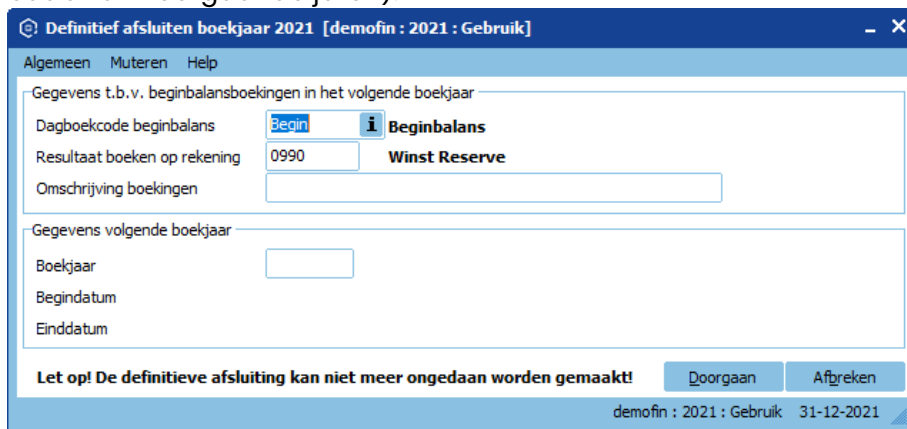 Definitief afsluiten boekjaar 2021 [demofin : 2021 : Gebruik]
Algemeen Muteren Help
Gegevens t.b.v. beginbalansboekingen in het volgende boekjaar
Dagboekcode beginbalans Begin i Beginbalans
Resultaat boeken op rekening 0990 Winst Reserve
Omschrijving boekingen
Gegevens volgende boekjaar
Boekjaar
Begindatum
Einddatum
Let op! De definitieve afsluiting kan niet meer ongedaan worden gemaakt! Doorgaan Afbreken
demofin : 2021 : Gebruik 31-12-2021